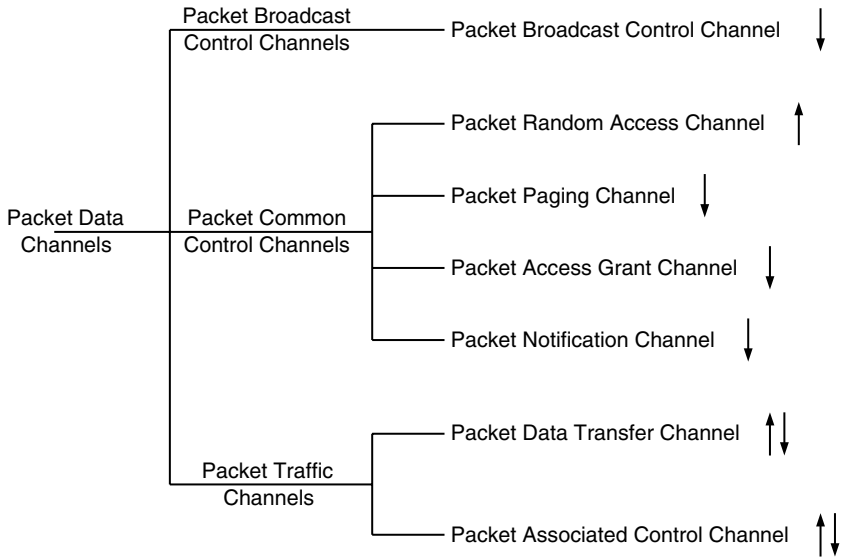 Packet Broadcast
Control Channels
Packet Broadcast Control Channel
Packet Random Access Channel
Packet Paging Channel
Packet Data
Channels
Packet Common
Control Channels
Packet Access Grant Channel
Packet Notification Channel
Packet Data Transfer Channel
Packet Traffic
Channels
Packet Associated Control Channel